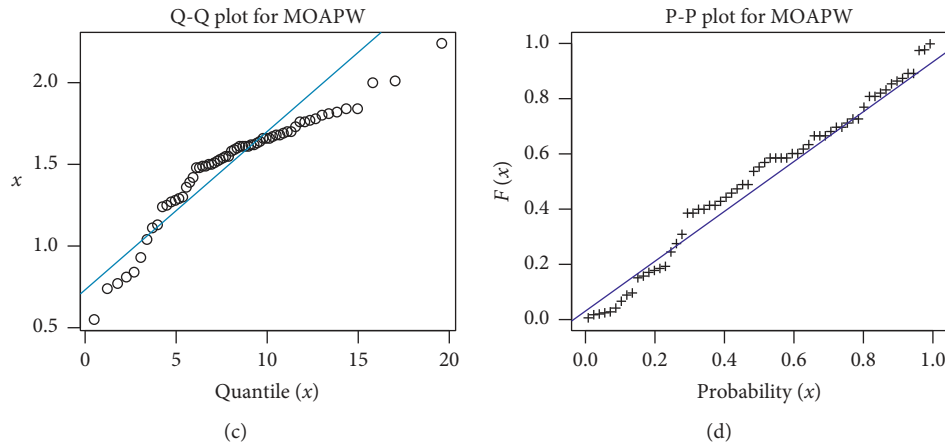 Q-Q plot for MOAPW
2.0
1.5
1.0
0.5
x
0 5 10 15 20
Quantile (x)
(c)
P-P plot for MOAPW
1.0
0.8
0.6
0.4
0.2
0.0
F (x)
0.0 0.2 0.4 0.6 0.8 1.0
Probability (x)
(d)